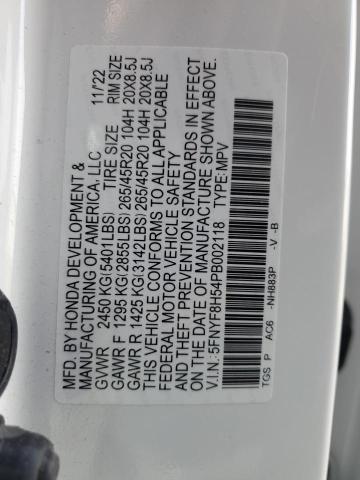 MFD. BY HONDA DEVELOPMENT &
MANUFACTURING OF AMERICA, LLC 11/'22
GVWR 2450 KG(5401LBS) TIRE SIZE RIM SIZE
GAWR F 1295 KG(2855LBS) 265/45R20 104H 20X8.5J
GAWR R 1425 KG(3142LBS) 265/45R20 104H 20X8.5J
THIS VEHICLE CONFORMS TO ALL APPLICABLE
FEDERAL MOTOR VEHICLE SAFETY
AND THEFT PREVENTION STANDARDS IN EFFECT
ON THE DATE OF MANUFACTURE SHOWN ABOVE.
V.I.N.:5FNYF8H54PB002118 TYPE:MPV
TGS P AC6 -NH883P -V -B